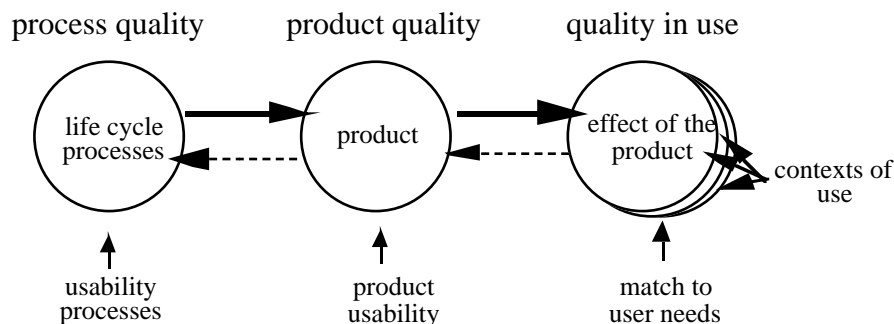 process quality
product quality
quality in use
life cycle
processes
product
effect of the
product
contexts of
use
usability
processes
product
usability
match to
user needs